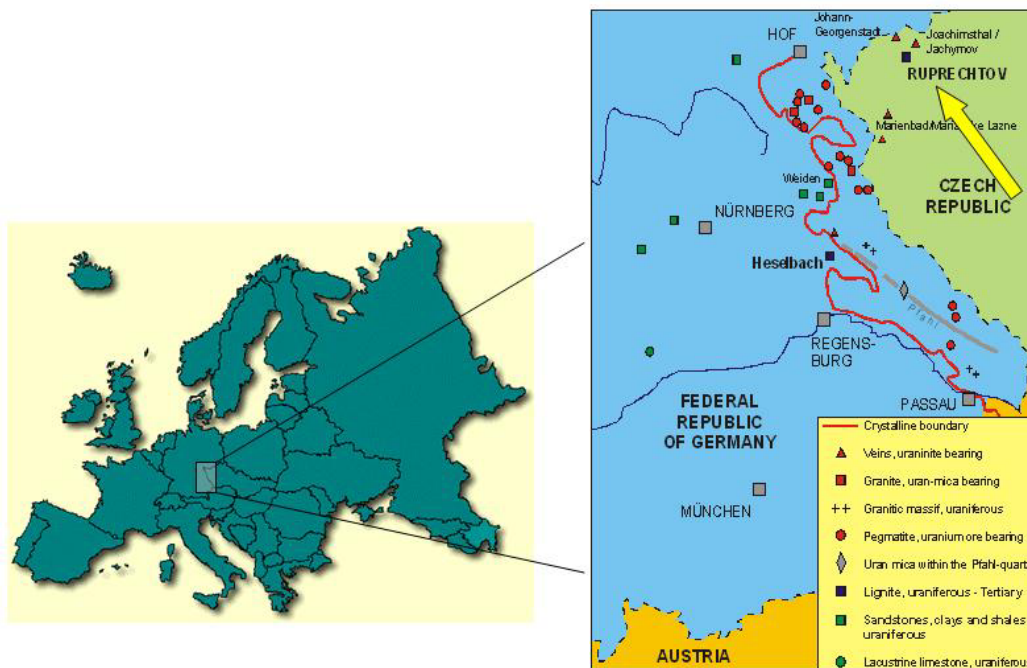 Johann-
Georgenstadt
HOF
Joachimsthal /
Jachymov
RUPRECHTOV
Marienbad/Marianske Lazne
Weiden
CZECH
REPUBLIC
NÜRNBERG
Heselbach
Pfahl
REGENS-
BURG
FEDERAL
REPUBLIC
OF GERMANY
PASSAU
MÜNCHEN
AUSTRIA
Crystalline boundary
Veins, uraninite bearing
Granite, uran-mica bearing
Granitic massif, uraniferous
Pegmatite, uranium ore bearing
Uran mica within the Pfahl-quart
Lignite, uraniferous - Tertiary
Sandstones, clays and shales
uraniferous
Lacustrine limestone, uraniferou